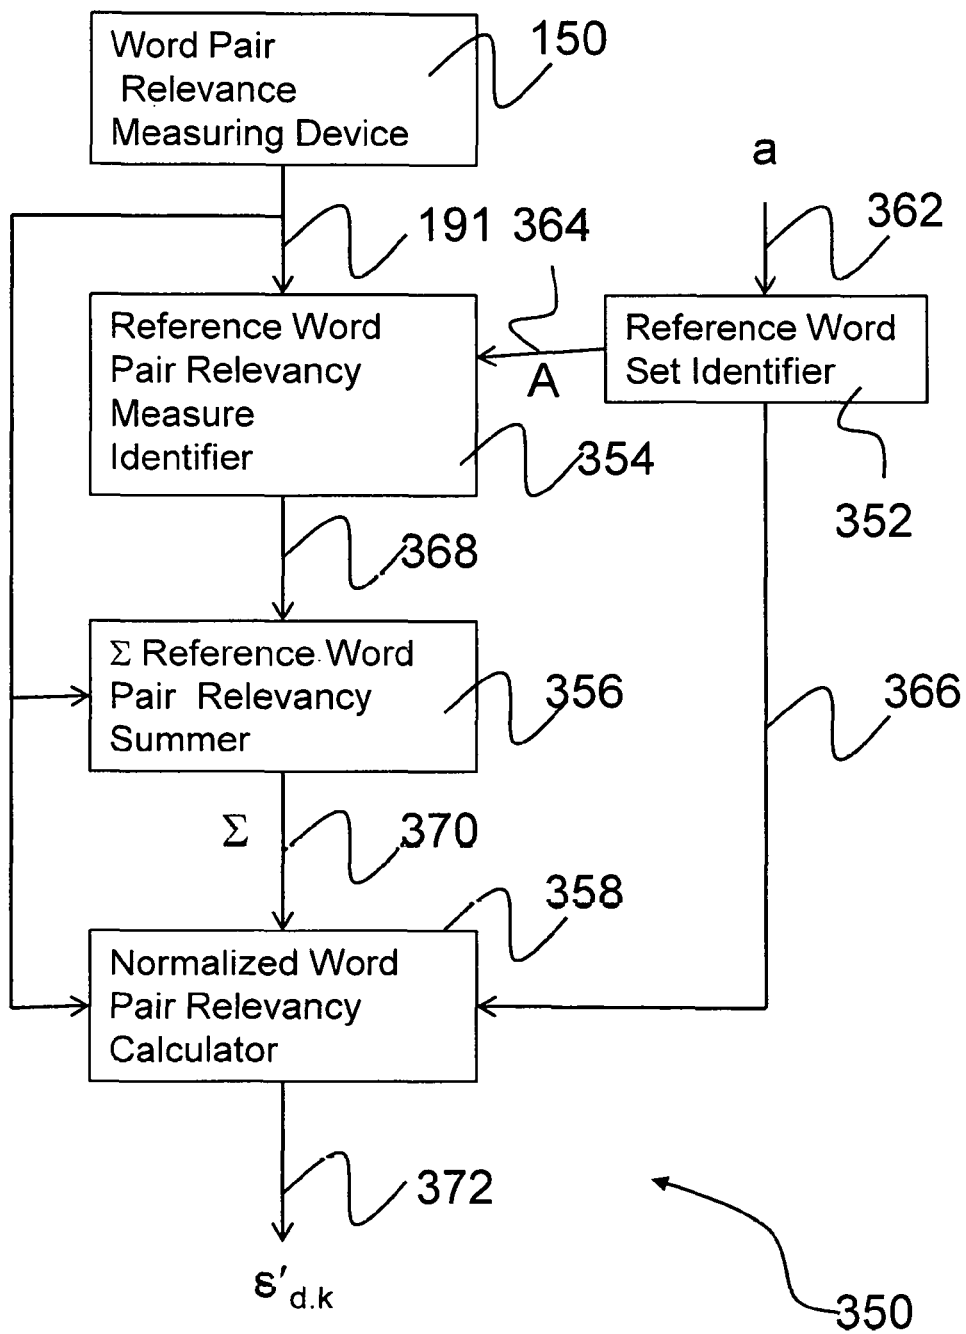 Word Pair
Relevance
Measuring Device
150
a
191
364
362
Reference Word
Pair Relevancy
Measure
Identifier
A
Reference Word
Set Identifier
354
352
368
Σ Reference Word
Pair Relevancy
Summer
356
366
Σ
370
358
Normalized Word
Pair Relevancy
Calculator
372
s'd.k
350